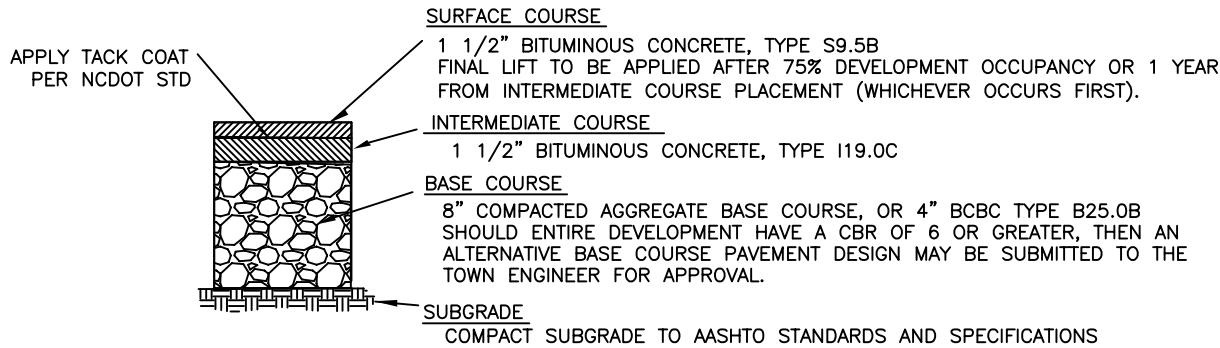 SURFACE COURSE
1 1/2" BITUMINOUS CONCRETE, TYPE S9.5B
FINAL LIFT TO BE APPLIED AFTER 75% DEVELOPMENT OCCUPANCY OR 1 YEAR
FROM INTERMEDIATE COURSE PLACEMENT (WHICHEVER OCCURS FIRST).
APPLY TACK COAT
PER NCDOT STD
INTERMEDIATE COURSE
1 1/2" BITUMINOUS CONCRETE, TYPE I19.0C
BASE COURSE
8" COMPACTED AGGREGATE BASE COURSE, OR 4" BCBC TYPE B25.0B
SHOULD ENTIRE DEVELOPMENT HAVE A CBR OF 6 OR GREATER, THEN AN
ALTERNATIVE BASE COURSE PAVEMENT DESIGN MAY BE SUBMITTED TO THE
TOWN ENGINEER FOR APPROVAL.
SUBGRADE
COMPACT SUBGRADE TO AASHTO STANDARDS AND SPECIFICATIONS